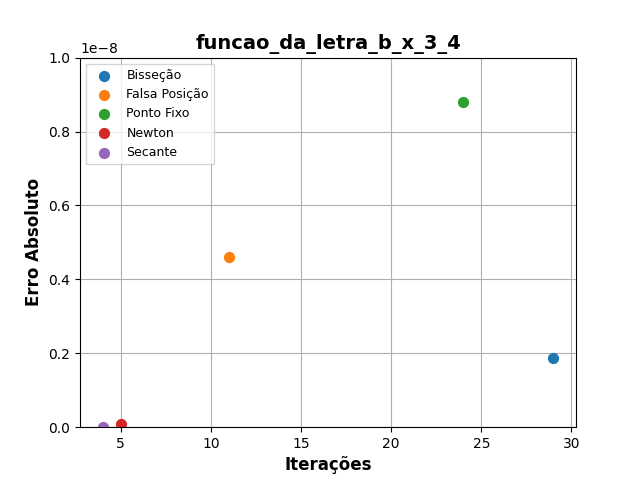 funcao_da_letra_b_x_3_4
1e−8
1.0
0.8
0.6
0.4
0.2
0.0
Erro Absoluto
Bisseção
Falsa Posição
Ponto Fixo
Newton
Secante
5 10 15 20 25 30
Iterações